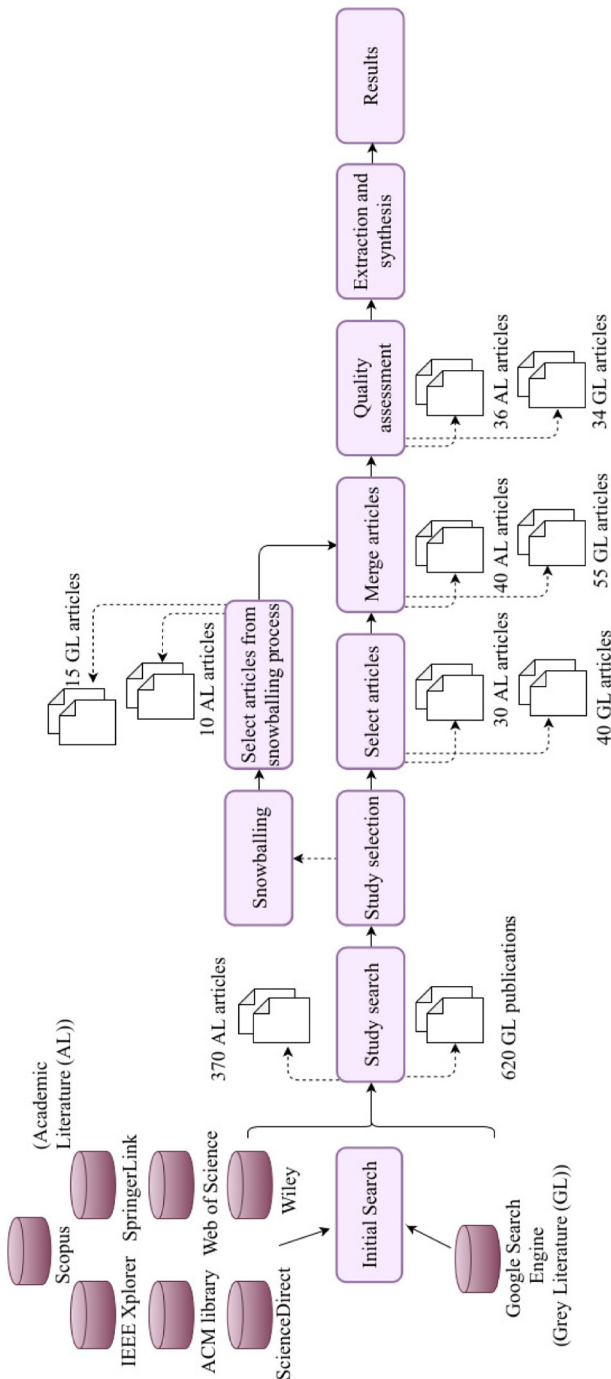 Scopus
(Academic
Literature (AL))
IEEE Xplorer
SpringerLink
ACM library
Web of Science
ScienceDirect
Wiley
Initial Search
Google Search
Engine
(Grey Literature (GL))
370 AL articles
Study search
620 GL publications
Snowballing
Study selection
15 GL articles
10 AL articles
Select articles from
snowballing process
Select articles
30 AL articles
40 GL articles
Merge articles
40 AL articles
55 GL articles
Quality
assessment
36 AL articles
34 GL articles
Extraction and
synthesis
Results